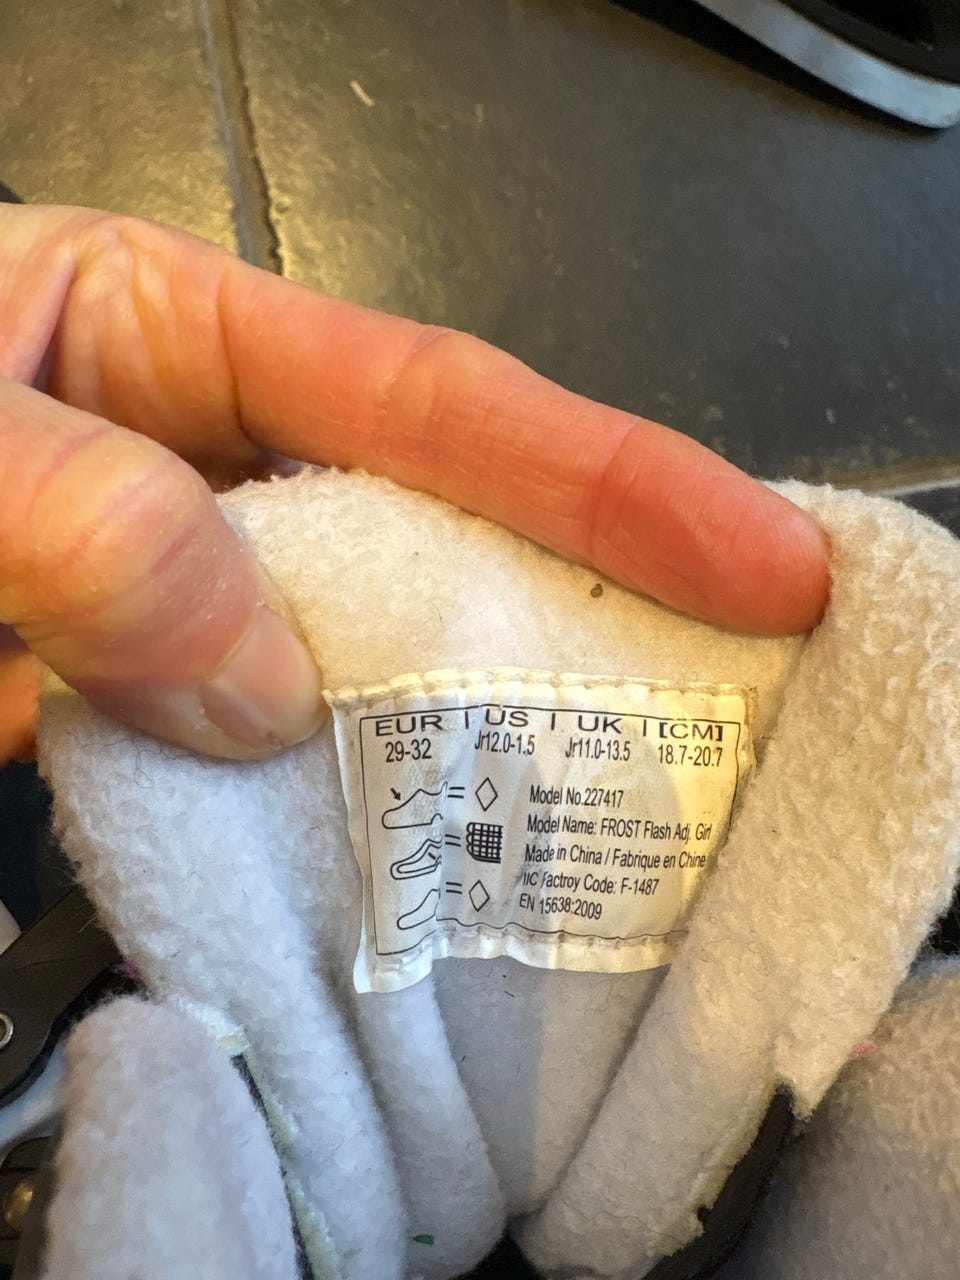 EUR | US | UK | [CM]
29-32 Jr12.0-1.5 Jr11.0-13.5 18.7-20.7
Model No.227417
Model Name: FROST Flash Adj. Girl
Made in China / Fabrique en Chine
IIC Factroy Code: F-1487
EN 15638:2009